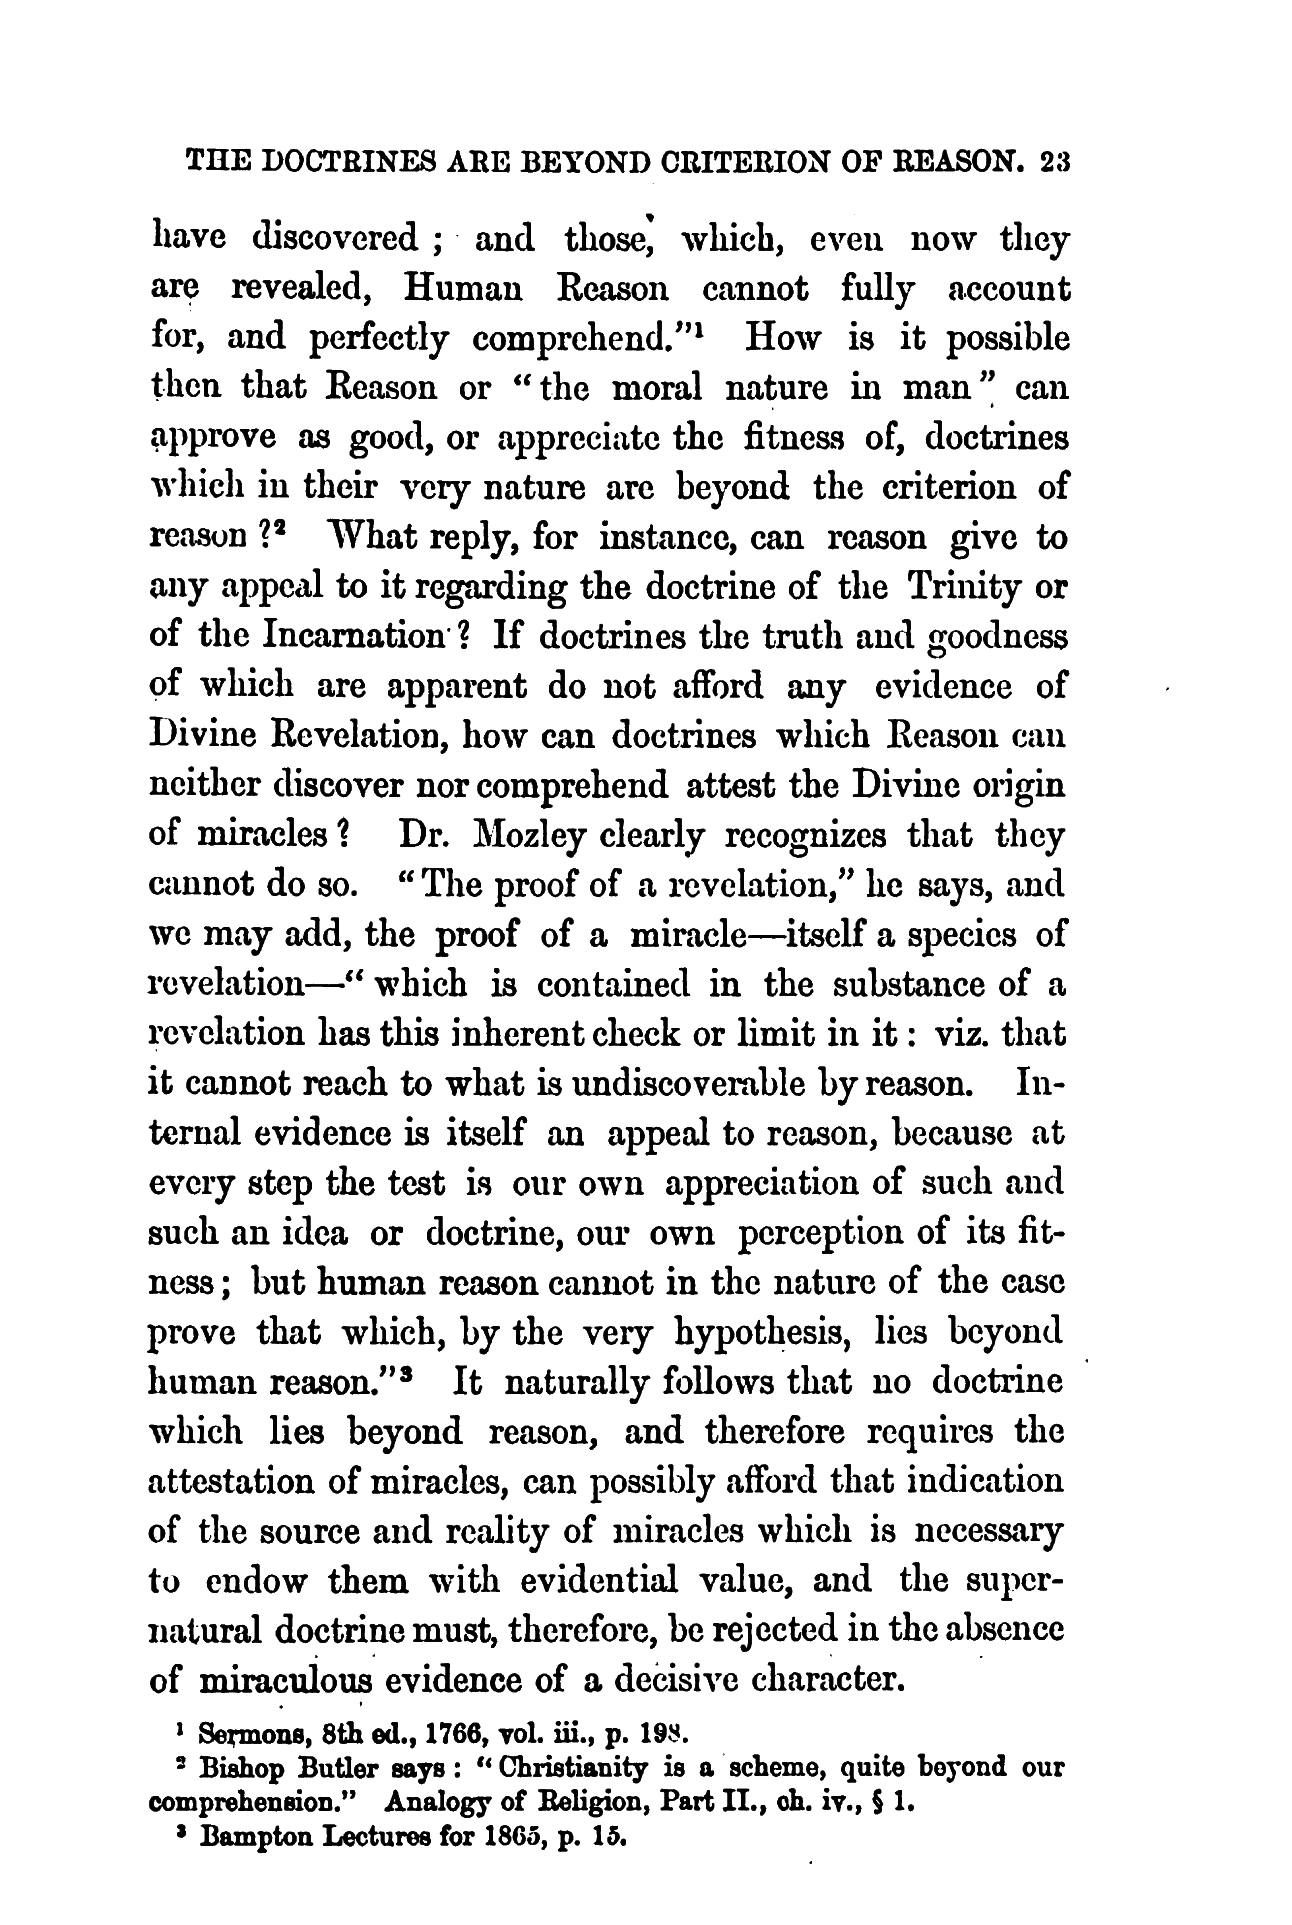 THE DOCTRINES ARE BEYOND CRITERION OF REASON. 23
have discovered ; and those, which, even now they
are revealed, Human Reason cannot fully account
for, and perfectly comprehend.”¹ How is it possible
then that Reason or “the moral nature in man” can
approve as good, or appreciate the fitness of, doctrines
which in their very nature are beyond the criterion of
reason ?² What reply, for instance, can reason give to
any appeal to it regarding the doctrine of the Trinity or
of the Incarnation ? If doctrines the truth and goodness
of which are apparent do not afford any evidence of
Divine Revelation, how can doctrines which Reason can
neither discover nor comprehend attest the Divine origin
of miracles ? Dr. Mozley clearly recognizes that they
cannot do so. “The proof of a revelation,” he says, and
we may add, the proof of a miracle—itself a species of
revelation—“which is contained in the substance of a
revelation has this inherent check or limit in it : viz. that
it cannot reach to what is undiscoverable by reason. In-
ternal evidence is itself an appeal to reason, because at
every step the test is our own appreciation of such and
such an idea or doctrine, our own perception of its fit-
ness ; but human reason cannot in the nature of the case
prove that which, by the very hypothesis, lies beyond
human reason.”³ It naturally follows that no doctrine
which lies beyond reason, and therefore requires the
attestation of miracles, can possibly afford that indication
of the source and reality of miracles which is necessary
to endow them with evidential value, and the super-
natural doctrine must, therefore, be rejected in the absence
of miraculous evidence of a decisive character.
¹ Sermons, 8th ed., 1766, vol. iii., p. 198.
² Bishop Butler says : “Christianity is a scheme, quite beyond our
comprehension.” Analogy of Religion, Part II., ch. iv., § 1.
³ Bampton Lectures for 1865, p. 15.